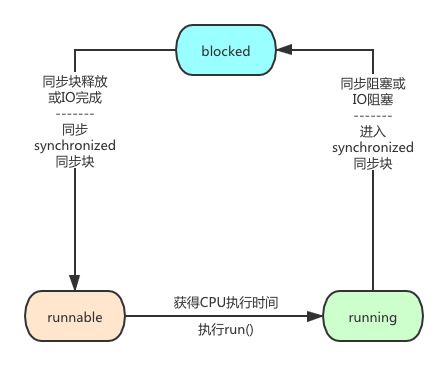 blocked
同步块释放
或IO完成
-------
同步
synchronized
同步块
同步阻塞或
IO阻塞
-------
进入
synchronized
同步块
runnable
获得CPU执行时间
执行run()
running